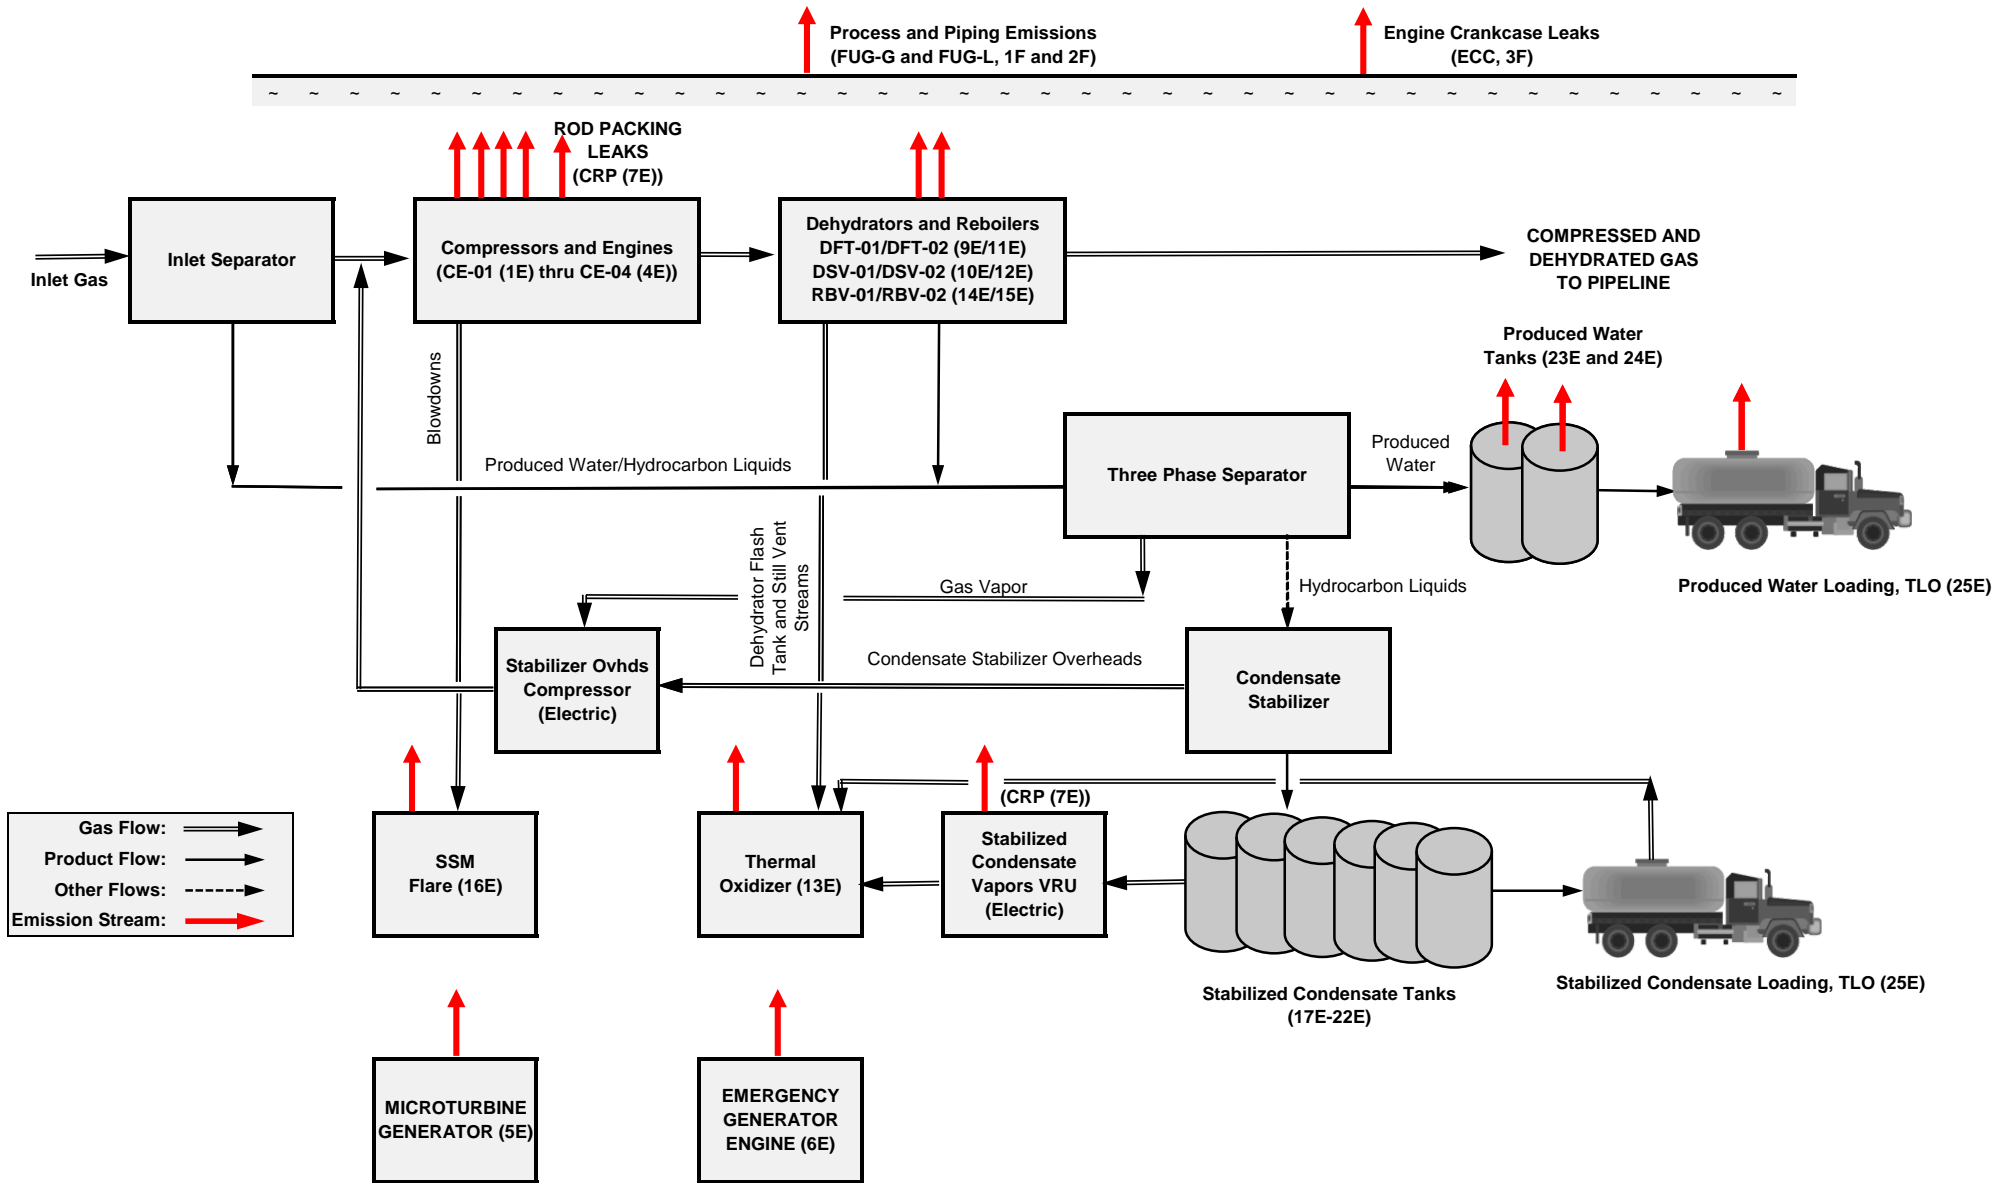 Process and Piping Emissions
(FUG-G and FUG-L, 1F and 2F)
Engine Crankcase Leaks
(ECC, 3F)
~ ~ ~ ~ ~ ~ ~ ~ ~ ~ ~ ~ ~ ~ ~ ~ ~ ~ ~ ~ ~ ~ ~ ~ ~ ~ ~ ~ ~ ~ ~ ~ ~ ~ ~ ~ ~ ~
ROD PACKING
LEAKS
(CRP (7E))
Inlet Gas
Inlet Separator
Compressors and Engines
(CE-01 (1E) thru CE-04 (4E))
Dehydrators and Reboilers
DFT-01/DFT-02 (9E/11E)
DSV-01/DSV-02 (10E/12E)
RBV-01/RBV-02 (14E/15E)
COMPRESSED AND
DEHYDRATED GAS
TO PIPELINE
Produced Water
Tanks (23E and 24E)
Blowdowns
Produced Water/Hydrocarbon Liquids
Three Phase Separator
Produced
Water
Produced Water Loading, TLO (25E)
Dehydrator Flash
Tank and Still Vent
Streams
Gas Vapor
Hydrocarbon Liquids
Stabilizer Ovhds
Compressor
(Electric)
Condensate Stabilizer Overheads
Condensate
Stabilizer
(CRP (7E))
Gas Flow:
Product Flow:
Other Flows:
Emission Stream:
SSM
Flare (16E)
Thermal
Oxidizer (13E)
Stabilized
Condensate
Vapors VRU
(Electric)
Stabilized Condensate Tanks
(17E-22E)
Stabilized Condensate Loading, TLO (25E)
MICROTURBINE
GENERATOR (5E)
EMERGENCY
GENERATOR
ENGINE (6E)